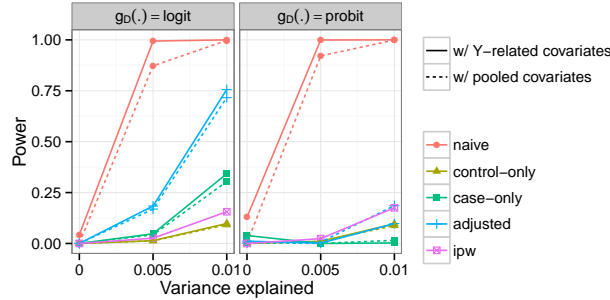 g_D(.) = logit
g_D(.) = probit
1.00
0.75
0.50
0.25
0.00
Power
0 0.005 0.01
0 0.005 0.01
Variance explained
w/ Y−related covariates
w/ pooled covariates
naive
control−only
case−only
adjusted
ipw